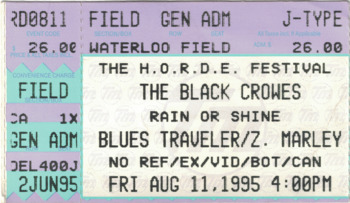 RD0811 FIELD GEN ADM J-TYPE
26.00 WATERLOO FIELD 26.00
THE H.O.R.D.E. FESTIVAL
FIELD THE BLACK CROWES
CA 1X RAIN OR SHINE
GEN ADM BLUES TRAVELER/Z. MARLEY
DEL400J NO REF/EX/VID/BOT/CAN
2JUN95 FRI AUG 11,1995 4:00PM